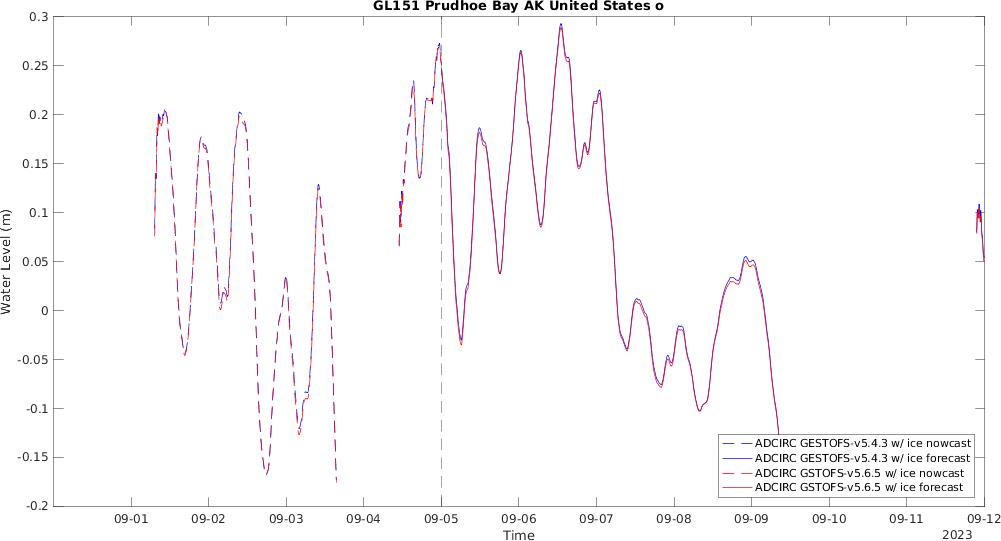 GL151 Prudhoe Bay AK United States o
0.3
0.25
0.2
0.15
0.1
0.05
0
-0.05
-0.1
-0.15
-0.2
Water Level (m)
ADCIRC GESTOFS-v5.4.3 w/ ice nowcast
ADCIRC GESTOFS-v5.4.3 w/ ice forecast
ADCIRC GSTOFS-v5.6.5 w/ ice nowcast
ADCIRC GSTOFS-v5.6.5 w/ ice forecast
09-01 09-02 09-03 09-04 09-05 09-06 09-07 09-08 09-09 09-10 09-11 09-12
Time
2023